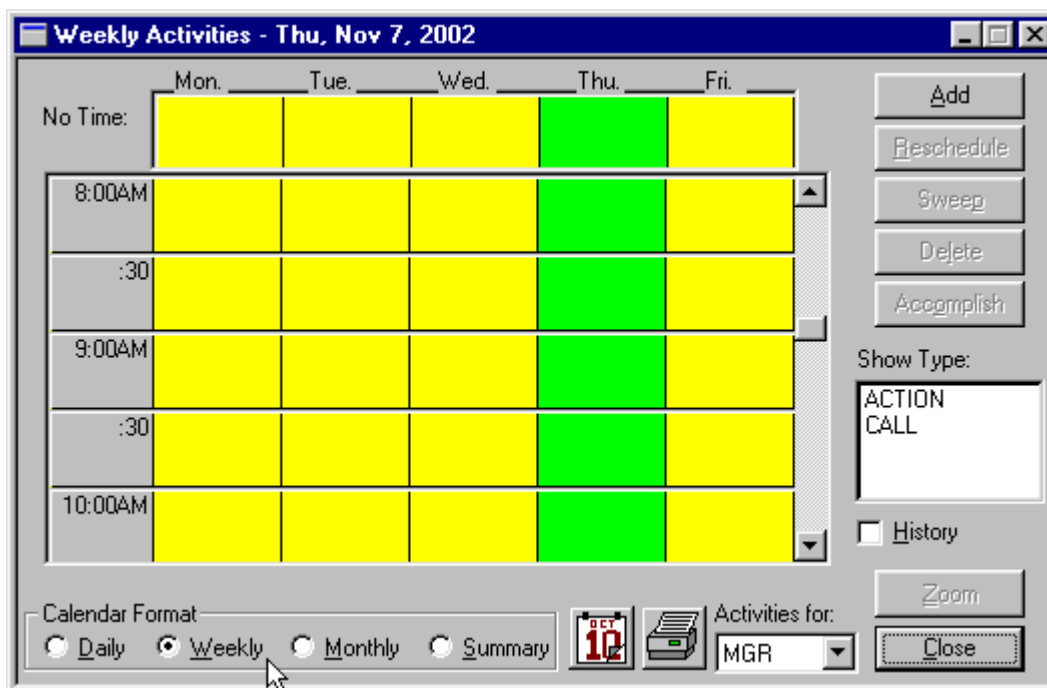 Weekly Activities - Thu, Nov 7, 2002
Mon. Tue. Wed. Thu. Fri.
No Time:
8:00AM
:30
9:00AM
:30
10:00AM
Add
Reschedule
Sweep
Delete
Accomplish
Show Type:
ACTION
CALL
History
Zoom
Close
Calendar Format
Daily Weekly Monthly Summary
OCT
10
Activities for:
MGR